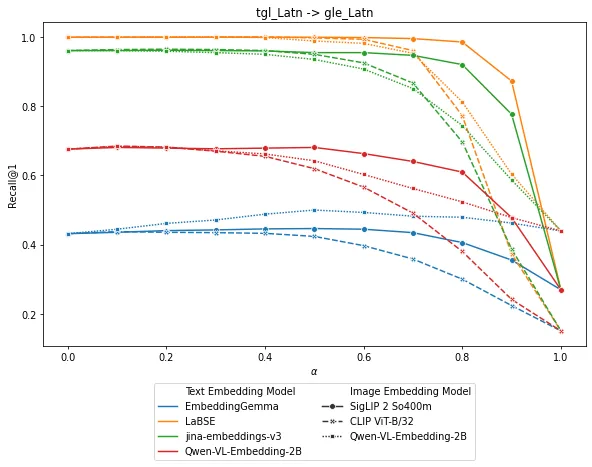 tgl_Latn -> gle_Latn
Recall@1
1.0
0.8
0.6
0.4
0.2
0.0 0.2 0.4 0.6 0.8 1.0
α
Text Embedding Model
EmbeddingGemma
LaBSE
jina-embeddings-v3
Qwen-VL-Embedding-2B
Image Embedding Model
SigLIP 2 So400m
CLIP ViT-B/32
Qwen-VL-Embedding-2B